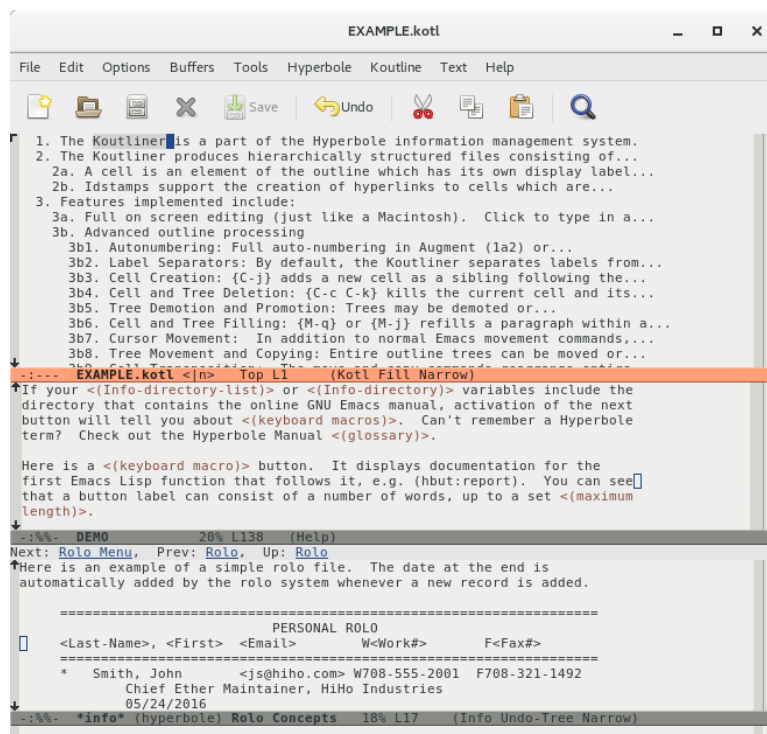 EXAMPLE.kotl
File Edit Options Buffers Tools Hyperbole Koutline Text Help
Save Undo
1. The Koutliner is a part of the Hyperbole information management system.
2. The Koutliner produces hierarchically structured files consisting of...
2a. A cell is an element of the outline which has its own display label...
2b. Idstamps support the creation of hyperlinks to cells which are...
3. Features implemented include:
3a. Full on screen editing (just like a Macintosh).  Click to type in a...
3b. Advanced outline processing
3b1. Autonumbering: Full auto-numbering in Augment (1a2) or...
3b2. Label Separators: By default, the Koutliner separates labels from...
3b3. Cell Creation: {C-j} adds a new cell as a sibling following the...
3b4. Cell and Tree Deletion: {C-c C-k} kills the current cell and its...
3b5. Tree Demotion and Promotion: Trees may be demoted or...
3b6. Cell and Tree Filling: {M-q} or {M-j} refills a paragraph within a...
3b7. Cursor Movement:  In addition to normal Emacs movement commands,...
3b8. Tree Movement and Copying: Entire outline trees can be moved or...
-:---  EXAMPLE.kotl <|n>   Top L1     (Kotl Fill Narrow)
If your <(Info-directory-list)> or <(Info-directory)> variables include the
directory that contains the online GNU Emacs manual, activation of the next
button will tell you about <(keyboard macros)>.  Can't remember a Hyperbole
term?  Check out the Hyperbole Manual <(glossary)>.
Here is a <(keyboard macro)> button.  It displays documentation for the
first Emacs Lisp function that follows it, e.g. (hbut:report).  You can see
that a button label can consist of a number of words, up to a set <(maximum
length)>.
-:%%-  DEMO           20% L138   (Help)
Next: Rolo Menu,  Prev: Rolo,  Up: Rolo
Here is an example of a simple rolo file.  The date at the end is
automatically added by the rolo system whenever a new record is added.
==================================================================
PERSONAL ROLO
<Last-Name>, <First>  <Email>        W<Work#>       F<Fax#>
==================================================================
*   Smith, John       <js@hiho.com> W708-555-2001  F708-321-1492
Chief Ether Maintainer, HiHo Industries
05/24/2016
-:%%-  *info* (hyperbole) Rolo Concepts   18% L17    (Info Undo-Tree Narrow)